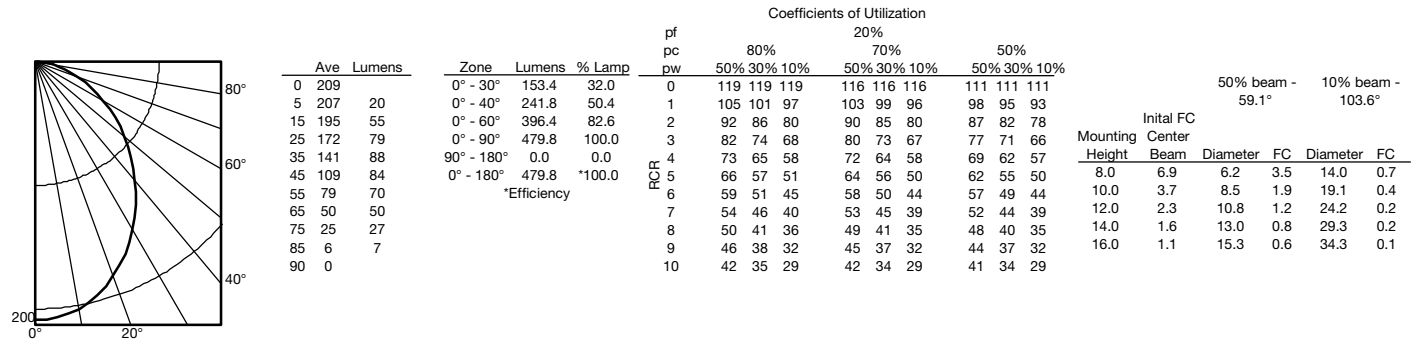 80°
60°
40°
200
0° 20°
Ave Lumens
0 209
5 207 20
15 195 55
25 172 79
35 141 88
45 109 84
55 79 70
65 50 50
75 25 27
85 6 7
90 0
Zone Lumens % Lamp
0° - 30° 153.4 32.0
0° - 40° 241.8 50.4
0° - 60° 396.4 82.6
0° - 90° 479.8 100.0
90° - 180° 0.0 0.0
0° - 180° 479.8 *100.0
*Efficiency
Coefficients of Utilization
pf 20%
pc 80% 70% 50%
pw 50% 30% 10% 50% 30% 10% 50% 30% 10%
RCR
0 119 119 119 116 116 116 111 111 111
1 105 101 97 103 99 96 98 95 93
2 92 86 80 90 85 80 87 82 78
3 82 74 68 80 73 67 77 71 66
4 73 65 58 72 64 58 69 62 57
5 66 57 51 64 56 50 62 55 50
6 59 51 45 58 50 44 57 49 44
7 54 46 40 53 45 39 52 44 39
8 50 41 36 49 41 35 48 40 35
9 46 38 32 45 37 32 44 37 32
10 42 35 29 42 34 29 41 34 29
50% beam - 10% beam -
59.1° 103.6°
Inital FC
Mounting Center
Height Beam Diameter FC Diameter FC
8.0 6.9 6.2 3.5 14.0 0.7
10.0 3.7 8.5 1.9 19.1 0.4
12.0 2.3 10.8 1.2 24.2 0.2
14.0 1.6 13.0 0.8 29.3 0.2
16.0 1.1 15.3 0.6 34.3 0.1